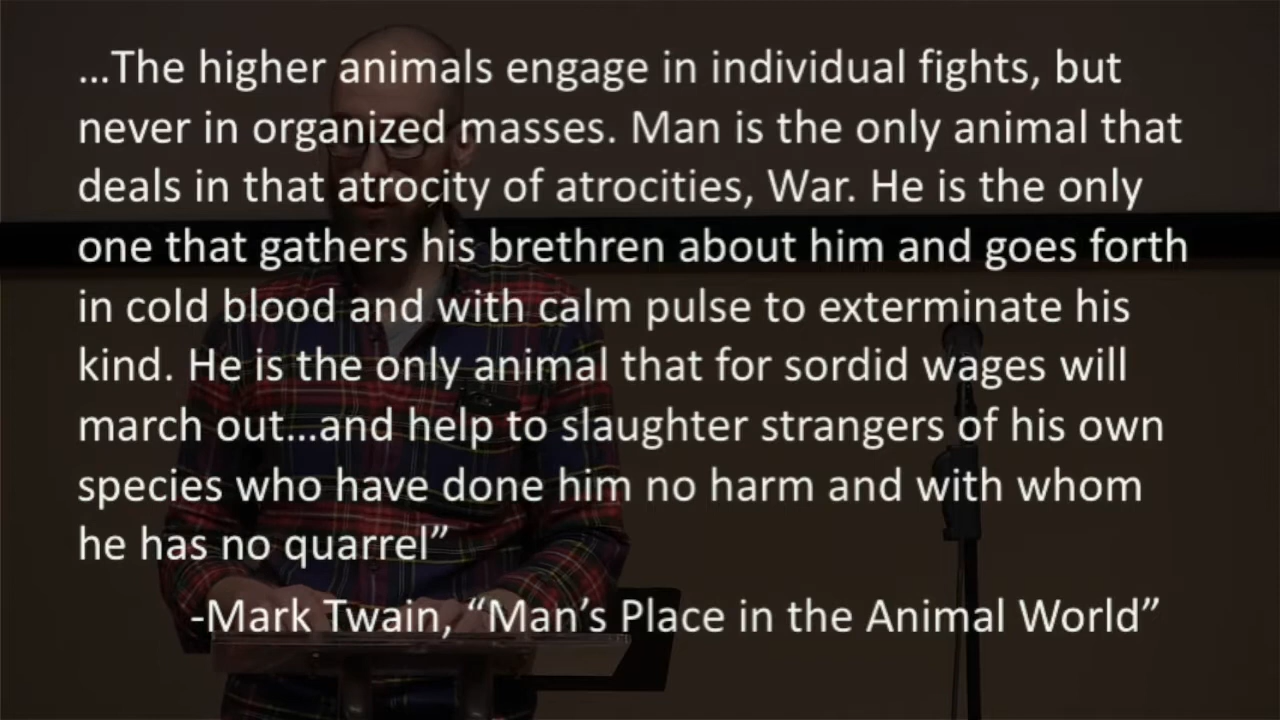 ...The higher animals engage in individual fights, but
never in organized masses. Man is the only animal that
deals in that atrocity of atrocities, War. He is the only
one that gathers his brethren about him and goes forth
in cold blood and with calm pulse to exterminate his
kind. He is the only animal that for sordid wages will
march out...and help to slaughter strangers of his own
species who have done him no harm and with whom
he has no quarrel”
-Mark Twain, “Man’s Place in the Animal World”